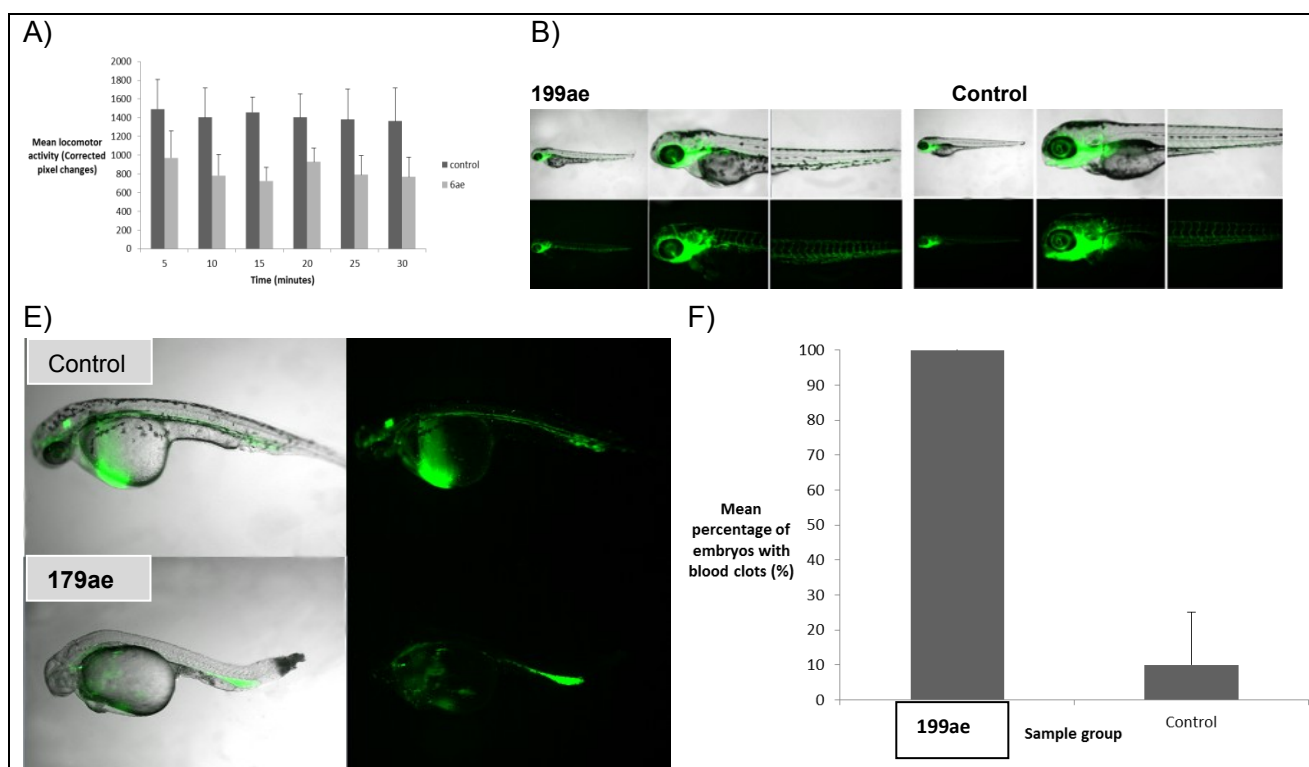 A)
2000
1800
1600
1400
1200
1000
800
600
400
200
0
Mean locomotor
activity (Corrected
pixel changes)
5 10 15 20 25 30
Time (minutes)
control
6ae
B)
199ae Control
E)
Control
179ae
F)
100
90
80
70
60
50
40
30
20
10
0
Mean
percentage of
embryos with
blood clots (%)
199ae
Sample group
Control